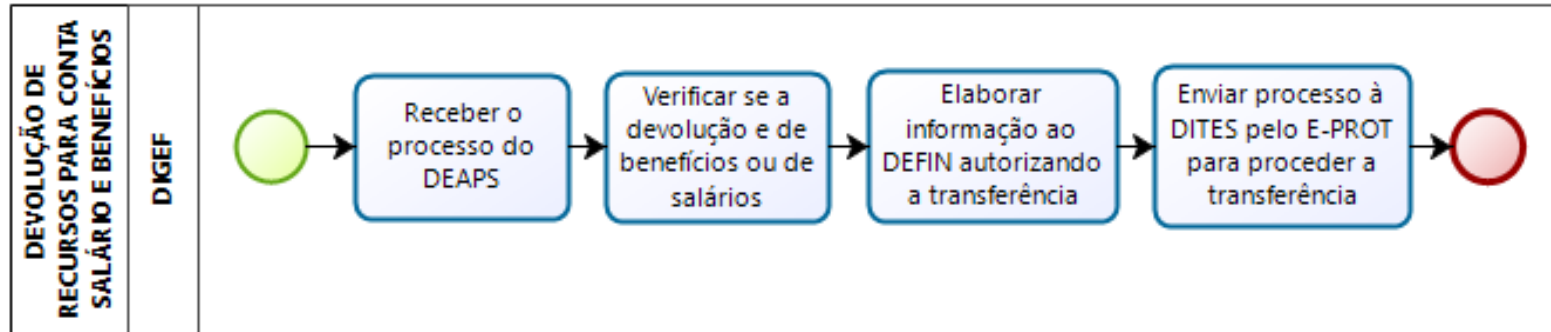 DEVOLUÇÃO DE
RECURSOS PARA CONTA
SALÁRIO E BENEFÍCIOS
DIGEF
Receber o
processo do
DEAPS
Verificar se a
devolução e de
benefícios ou de
salários
Elaborar
informação ao
DEFIN autorizando
a transferência
Enviar processo à
DITES pelo E-PROT
para proceder a
transferência